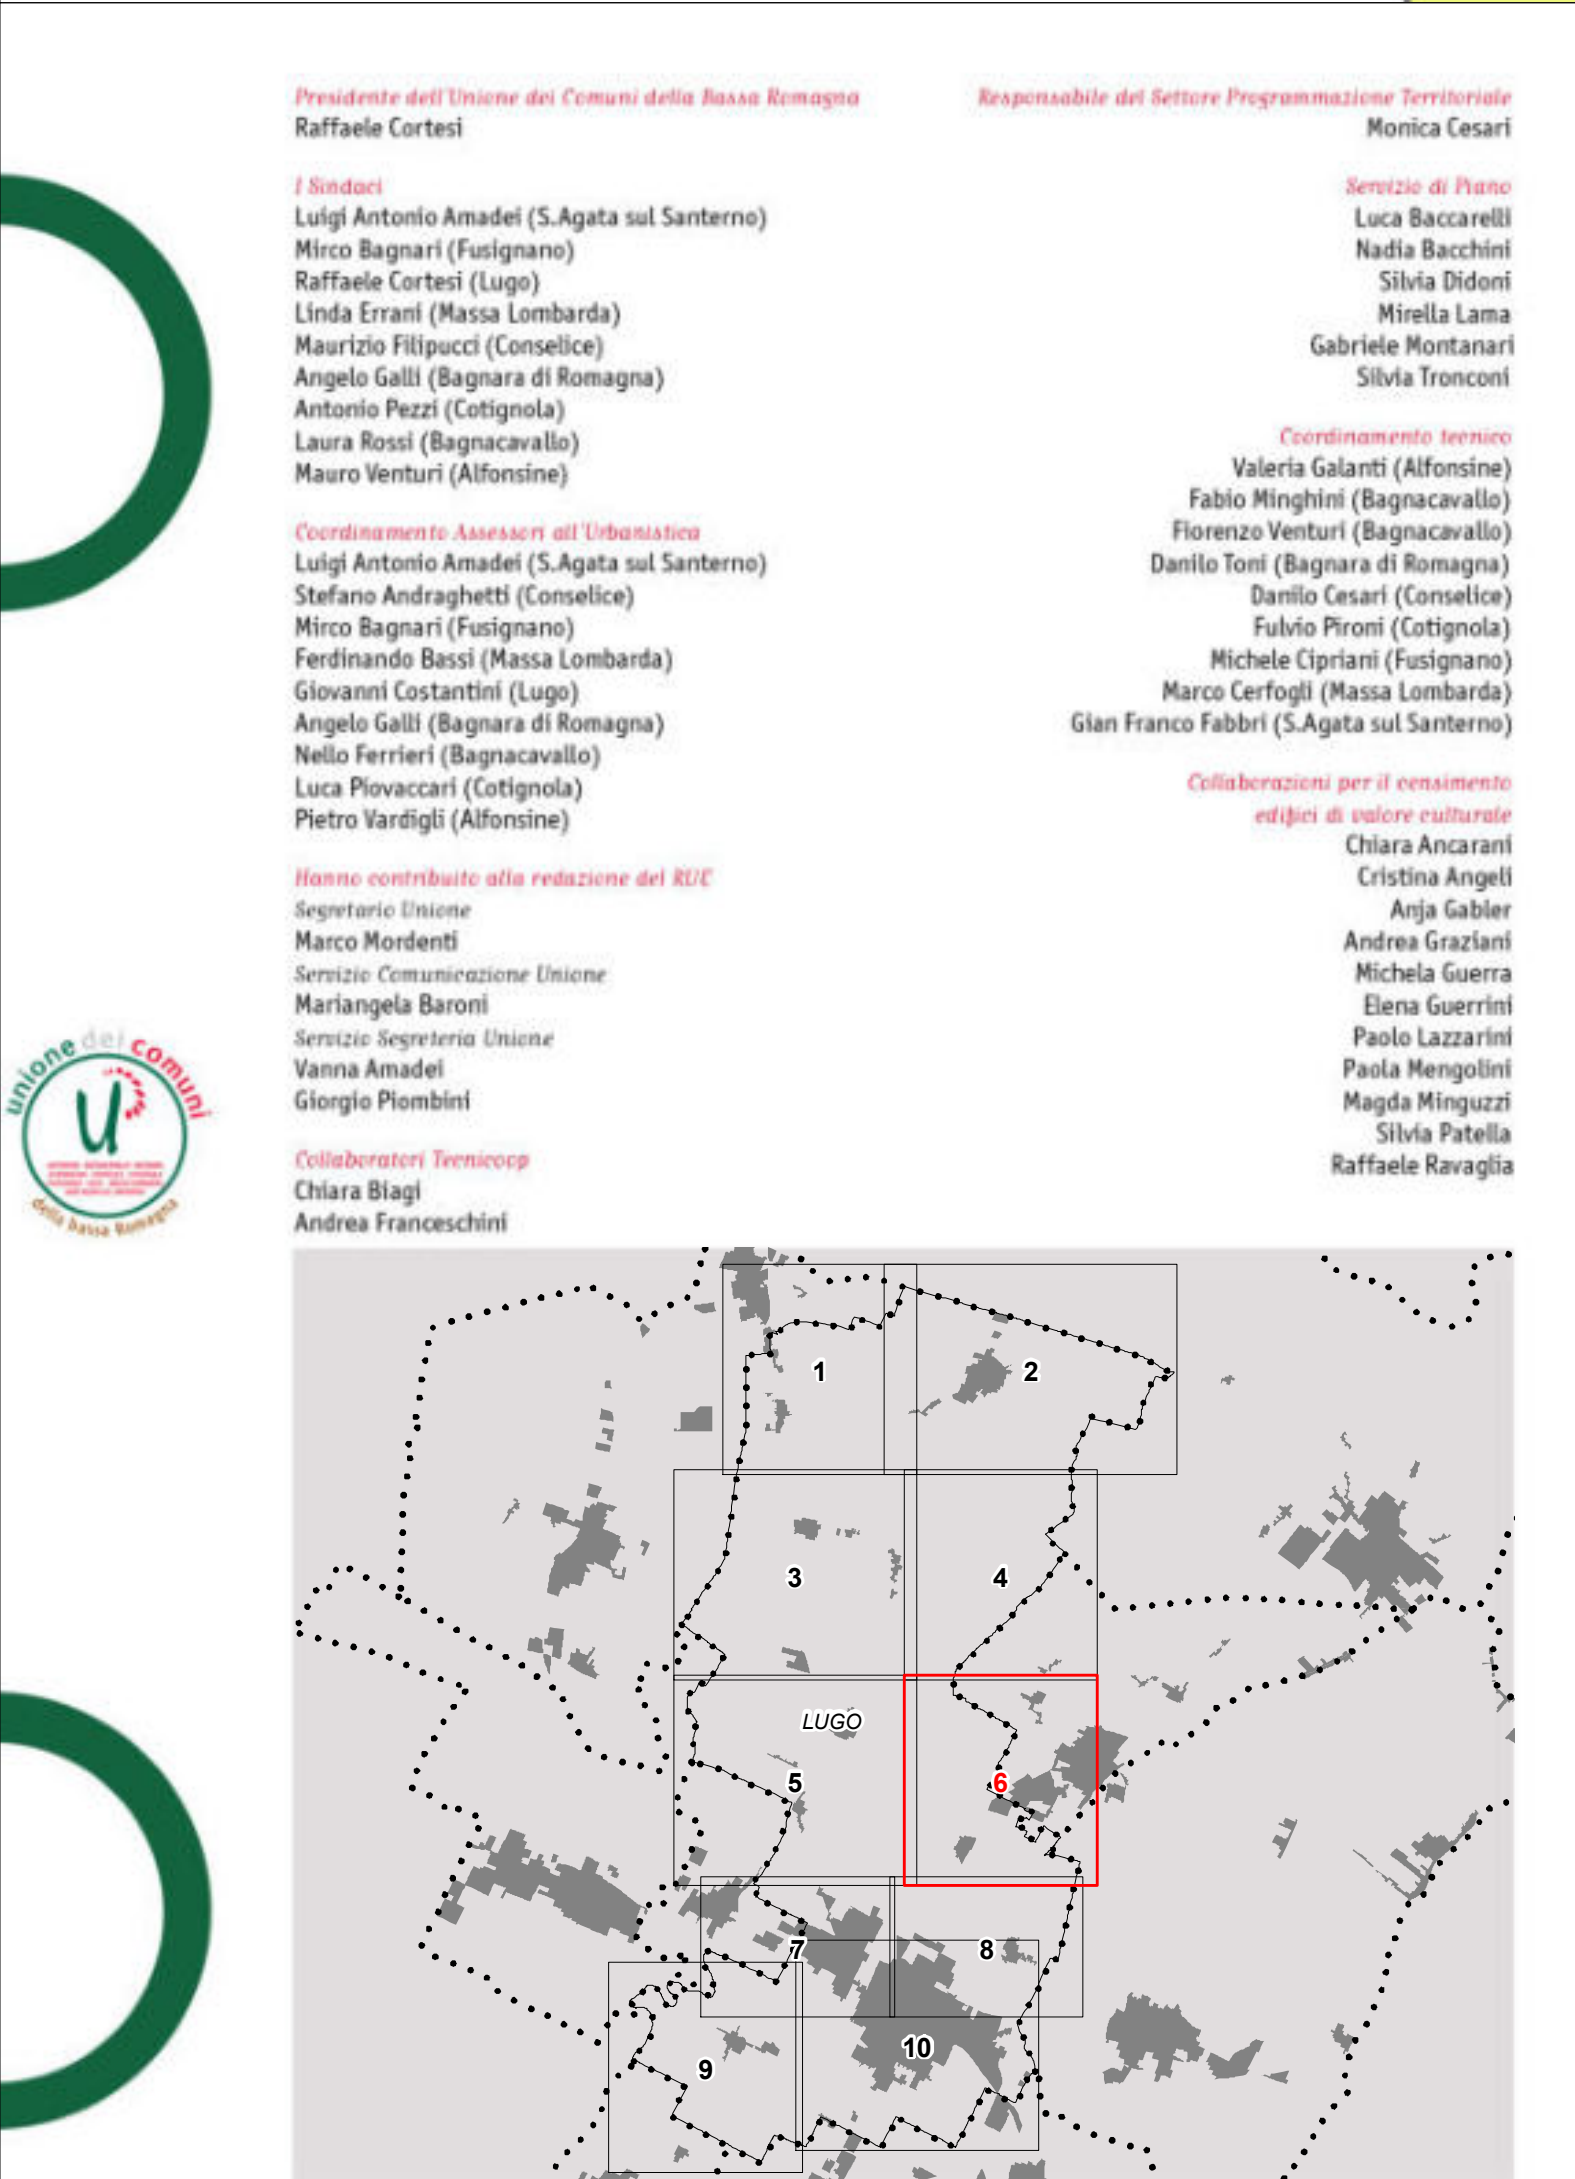 Presidente dell'Unione dei Comuni della Bassa Romagna
Raffaele Cortesi
I Sindaci
Luigi Antonio Amadei (S.Agata sul Santerno)
Mirco Bagnari (Fusignano)
Raffaele Cortesi (Lugo)
Linda Errani (Massa Lombarda)
Maurizio Filipucci (Conselice)
Angelo Galli (Bagnara di Romagna)
Antonio Pezzi (Cotignola)
Laura Rossi (Bagnacavallo)
Mauro Venturi (Alfonsine)
Coordinamento Assessori all'Urbanistica
Luigi Antonio Amadei (S.Agata sul Santerno)
Stefano Andraghetti (Conselice)
Mirco Bagnari (Fusignano)
Ferdinando Bassi (Massa Lombarda)
Giovanni Costantini (Lugo)
Angelo Galli (Bagnara di Romagna)
Nello Ferrieri (Bagnacavallo)
Luca Piovaccari (Cotignola)
Pietro Vardigli (Alfonsine)
Hanno contribuito alla redazione del RUE
Segretario Unione
Marco Mordenti
Servizio Comunicazione Unione
Mariangela Baroni
Servizio Segreteria Unione
Vanna Amadei
Giorgio Piombini
Collaboratori Tecnicoop
Chiara Biagi
Andrea Franceschini
Responsabile del Settore Programmazione Territoriale
Monica Cesari
Servizio di Piano
Luca Baccarelli
Nadia Bacchini
Silvia Didoni
Mirella Lama
Gabriele Montanari
Silvia Tronconi
Coordinamento tecnico
Valeria Galanti (Alfonsine)
Fabio Minghini (Bagnacavallo)
Fiorenzo Venturi (Bagnacavallo)
Danilo Toni (Bagnara di Romagna)
Danilo Cesari (Conselice)
Fulvio Pironi (Cotignola)
Michele Cipriani (Fusignano)
Marco Cerfogli (Massa Lombarda)
Gian Franco Fabbri (S.Agata sul Santerno)
Collaborazioni per il censimento
edifici di valore culturale
Chiara Ancarani
Cristina Angeli
Anja Gabler
Andrea Graziani
Michela Guerra
Elena Guerrini
Paolo Lazzarini
Paola Mengolini
Magda Minguzzi
Silvia Patella
Raffaele Ravaglia
unione dei comuni
della bassa Romagna
1
2
3
4
LUGO
5
6
7
8
9
10